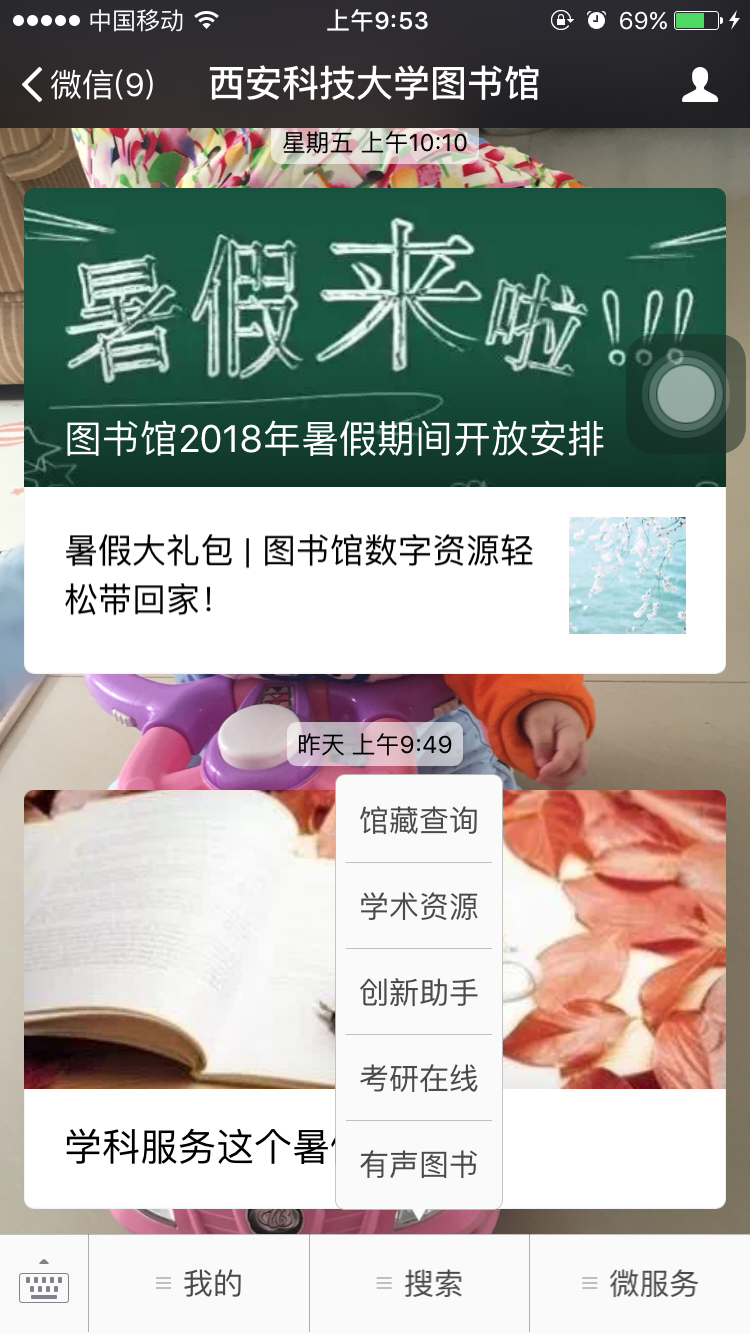 中国移动 上午9:53 69%
微信(9) 西安科技大学图书馆
星期五 上午10:10
暑假来啦!!!
图书馆2018年暑假期间开放安排
暑假大礼包 | 图书馆数字资源轻
松带回家!
昨天 上午9:49
馆藏查询
学术资源
创新助手
考研在线
有声图书
学科服务这个暑
我的 搜索 微服务